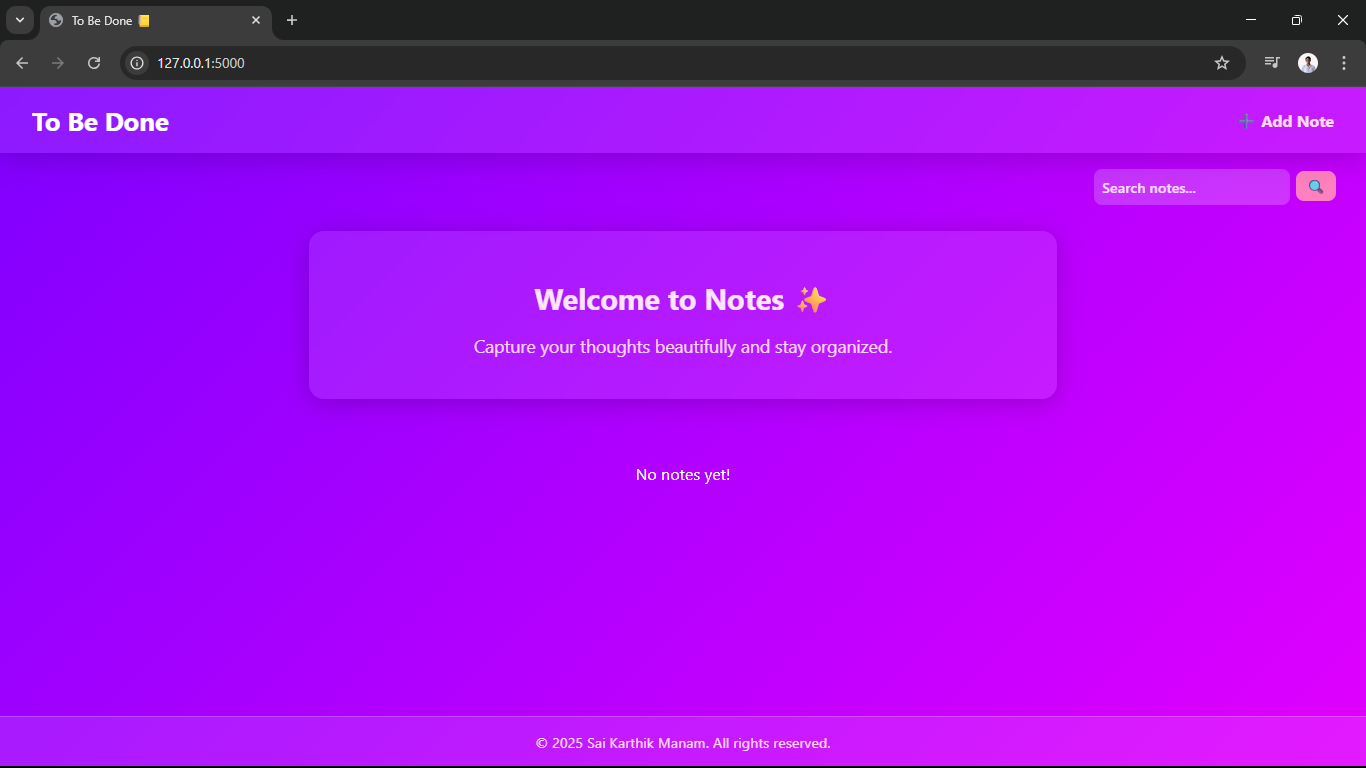 To Be Done 📒
127.0.0.1:5000
To Be Done
➕ Add Note
Search notes...
Welcome to Notes ✨
Capture your thoughts beautifully and stay organized.
No notes yet!
© 2025 Sai Karthik Manam. All rights reserved.